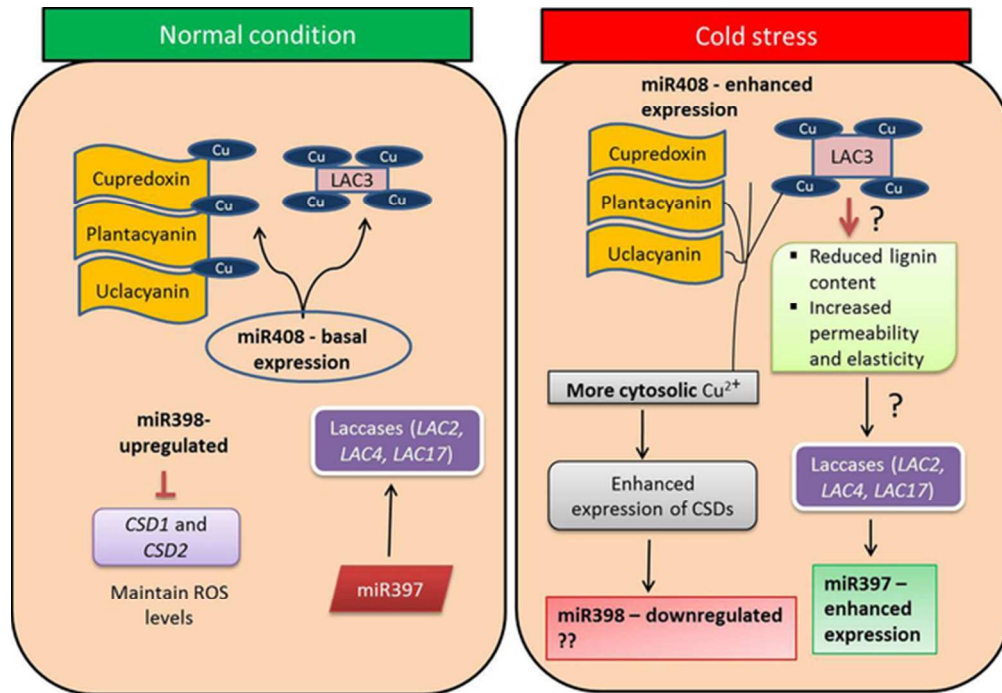 Normal condition
Cu
Cupredoxin
Cu
Plantacyanin
Cu
Uclacyanin
Cu
Cu
LAC3
Cu
Cu
miR408 - basal
expression
miR398-
upregulated
CSD1 and
CSD2
Maintain ROS
levels
Laccases (LAC2,
LAC4, LAC17)
miR397
Cold stress
miR408 - enhanced
expression
Cupredoxin
Plantacyanin
Uclacyanin
Cu
Cu
LAC3
Cu
Cu
?
▪ Reduced lignin
content
▪ Increased
permeability
and elasticity
?
More cytosolic Cu²⁺
Enhanced
expression of CSDs
miR398 – downregulated
??
Laccases (LAC2,
LAC4, LAC17)
miR397 –
enhanced
expression